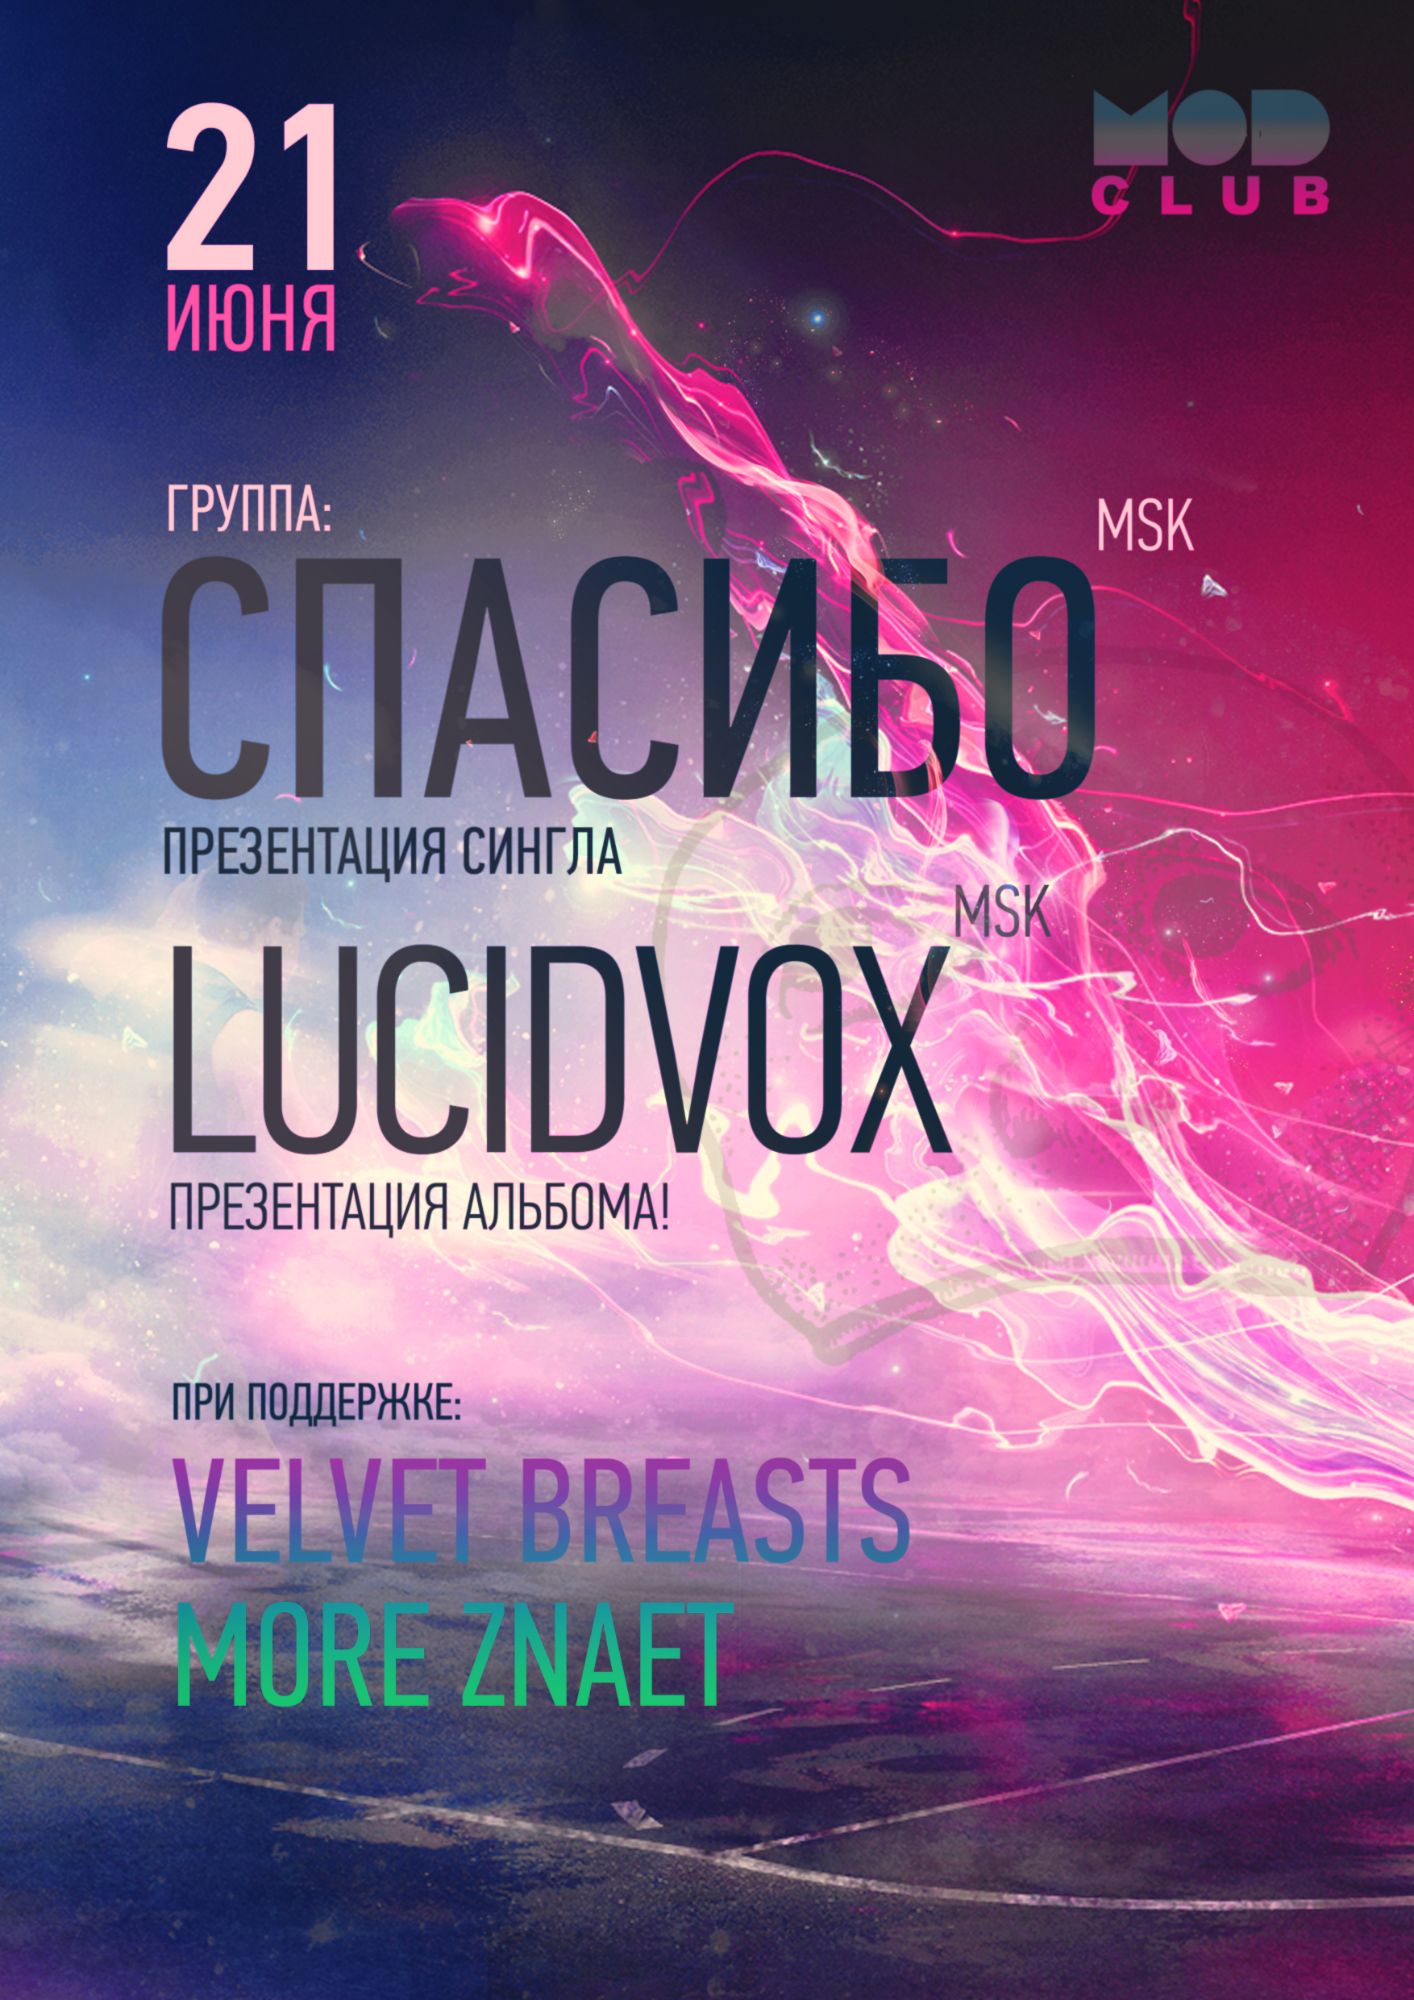 21
ИЮНЯ
MOD
CLUB
ГРУППА:
СПАСИБО MSK
ПРЕЗЕНТАЦИЯ СИНГЛА
LUCIDVOX MSK
ПРЕЗЕНТАЦИЯ АЛЬБОМА!
ПРИ ПОДДЕРЖКЕ:
VELVET BREASTS
MORE ZNAET